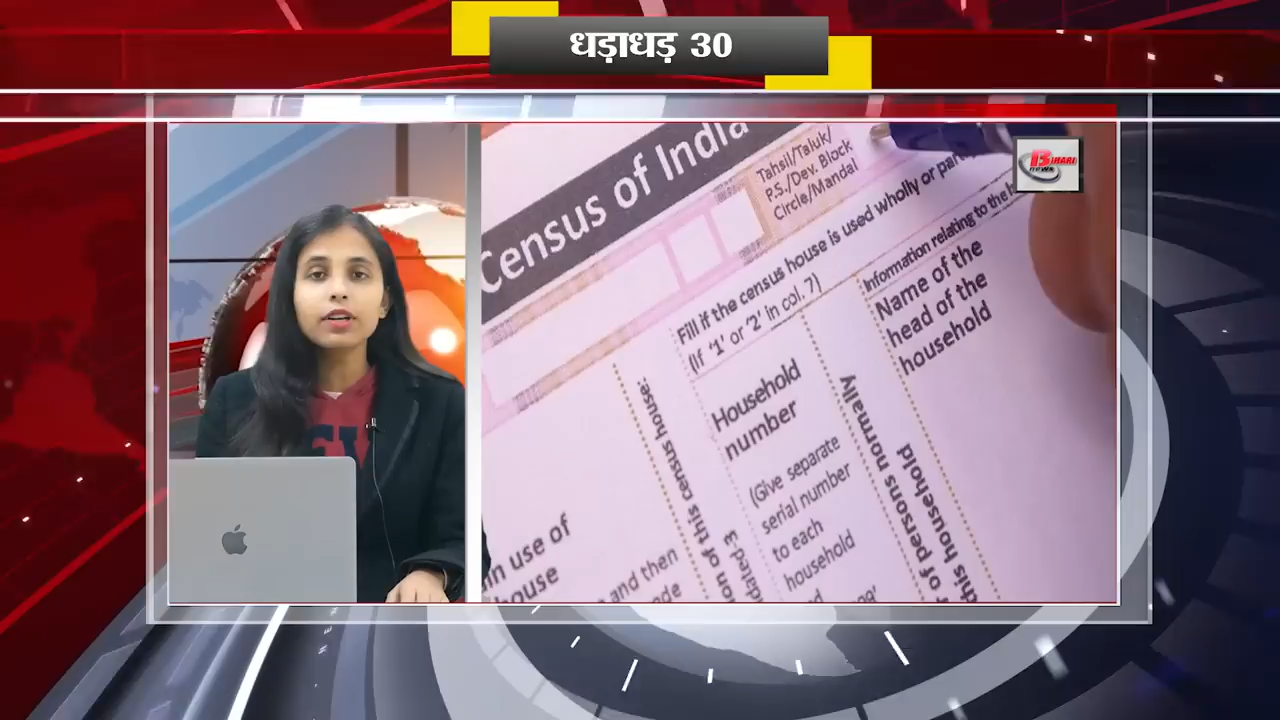 धड़ाधड़ 30
BIHARI
news
Census of India
Tahsil/Taluk/
P.S./Dev. Block
Circle/Mandal
Fill if the census house is used wholly or
(If '1' or '2' in col. 7)
Information relating to the
Name of the
head of the
household
Household
number
(Give separate
serial number
to each
household
of persons normally
this household
of this census house:
in use of
house
and then